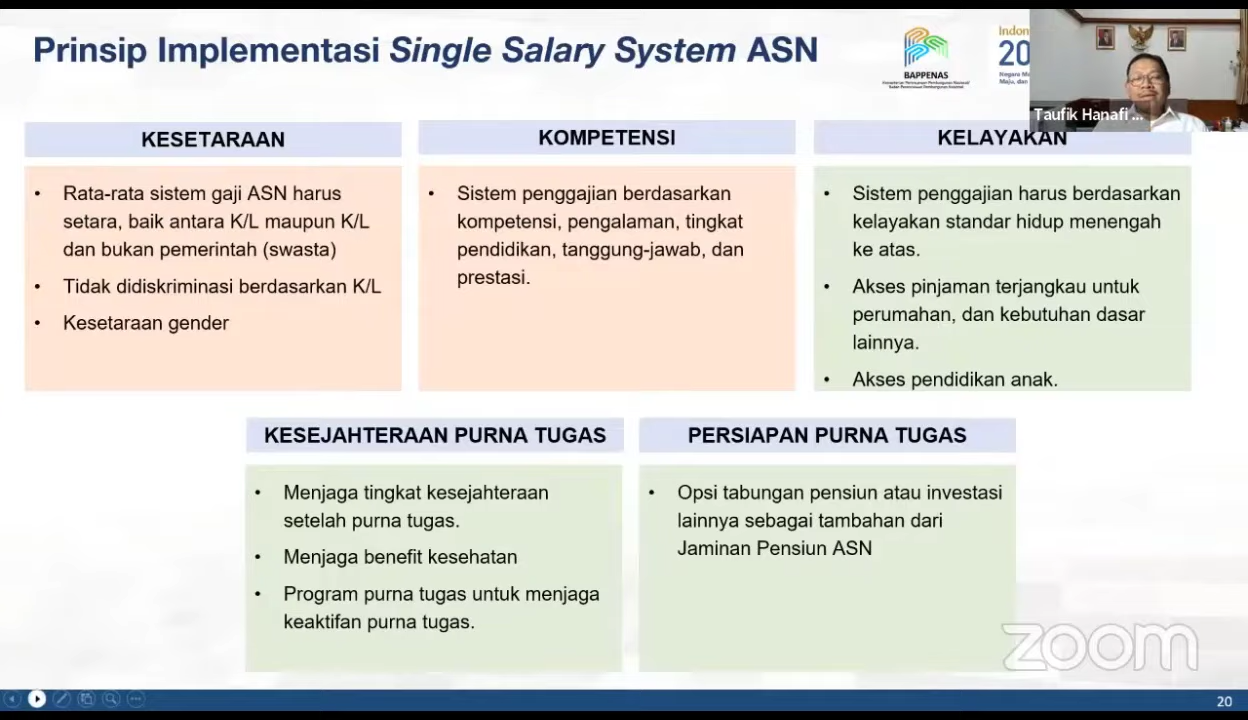 Prinsip Implementasi Single Salary System ASN
BAPPENAS
Indon
20
Taufik Hanafi ...
KESETARAAN
• Rata-rata sistem gaji ASN harus
setara, baik antara K/L maupun K/L
dan bukan pemerintah (swasta)
• Tidak didiskriminasi berdasarkan K/L
• Kesetaraan gender
KOMPETENSI
• Sistem penggajian berdasarkan
kompetensi, pengalaman, tingkat
pendidikan, tanggung-jawab, dan
prestasi.
KELAYAKAN
• Sistem penggajian harus berdasarkan
kelayakan standar hidup menengah
ke atas.
• Akses pinjaman terjangkau untuk
perumahan, dan kebutuhan dasar
lainnya.
• Akses pendidikan anak.
KESEJAHTERAAN PURNA TUGAS
• Menjaga tingkat kesejahteraan
setelah purna tugas.
• Menjaga benefit kesehatan
• Program purna tugas untuk menjaga
keaktifan purna tugas.
PERSIAPAN PURNA TUGAS
• Opsi tabungan pensiun atau investasi
lainnya sebagai tambahan dari
Jaminan Pensiun ASN
zoom
20